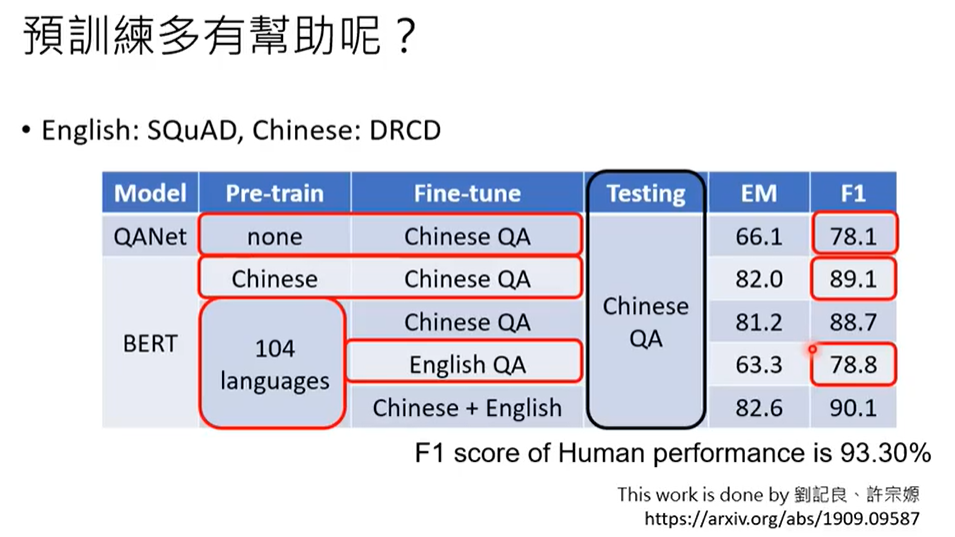 預訓練多有幫助呢？
• English: SQuAD, Chinese: DRCD
Model Pre-train Fine-tune Testing EM F1
QANet none Chinese QA 66.1 78.1
Chinese Chinese QA 82.0 89.1
Chinese QA 81.2 88.7
BERT 104 languages English QA Chinese QA 63.3 78.8
Chinese + English 82.6 90.1
F1 score of Human performance is 93.30%
This work is done by 劉記良、許宗嫄
https://arxiv.org/abs/1909.09587